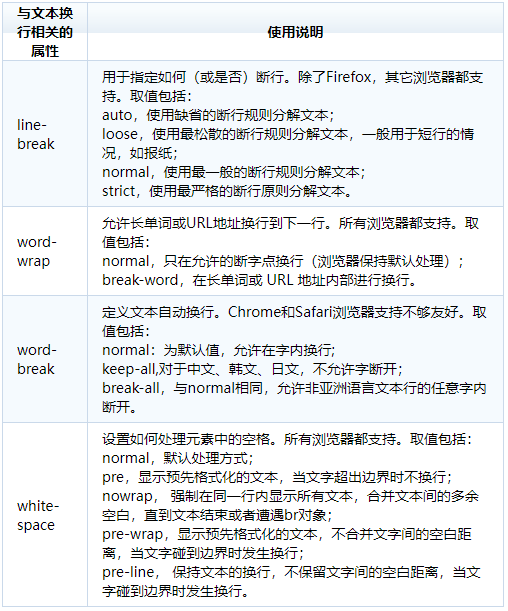 与文本换
行相关的
属性
使用说明
line-
break
用于指定如何（或是否）断行。除了Firefox，其它浏览器都支
持。取值包括：
auto，使用缺省的断行规则分解文本；
loose，使用最松散的断行规则分解文本，一般用于短行的情
况，如报纸；
normal，使用最一般的断行规则分解文本；
strict，使用最严格的断行原则分解文本。
word-
wrap
允许长单词或URL地址换行到下一行。所有浏览器都支持。取
值包括：
normal，只在允许的断字点换行（浏览器保持默认处理）；
break-word，在长单词或 URL 地址内部进行换行。
word-
break
定义文本自动换行。Chrome和Safari浏览器支持不够友好。取
值包括：
normal：为默认值，允许在字内换行;
keep-all,对于中文、韩文、日文，不允许字断开；
break-all，与normal相同，允许非亚洲语言文本行的任意字内
断开。
white-
space
设置如何处理元素中的空格。所有浏览器都支持。取值包括：
normal，默认处理方式；
pre，显示预先格式化的文本，当文字超出边界时不换行；
nowrap， 强制在同一行内显示所有文本，合并文本间的多余
空白，直到文本结束或者遭遇br对象；
pre-wrap，显示预先格式化的文本，不合并文字间的空白距
离，当文字碰到边界时发生换行；
pre-line， 保持文本的换行，不保留文字间的空白距离，当文
字碰到边界时发生换行。